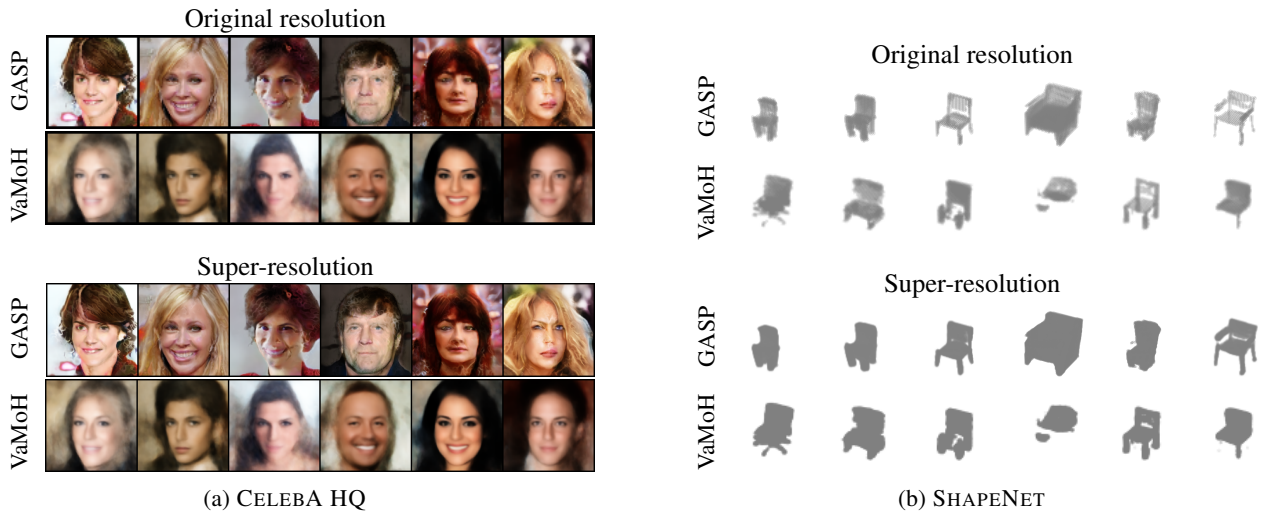 Original resolution
GASP
VaMoH
Super-resolution
GASP
VaMoH
(a) CELEBA HQ
Original resolution
GASP
VaMoH
Super-resolution
GASP
VaMoH
(b) SHAPENET